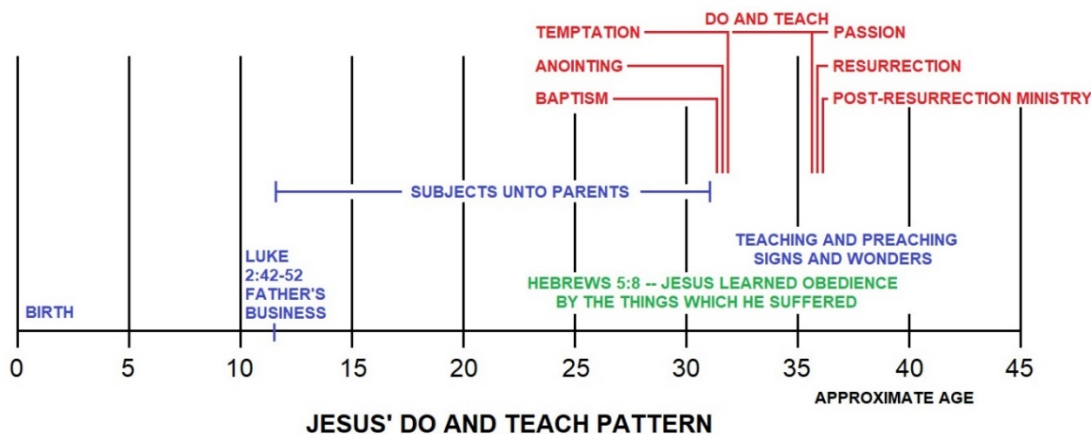 DO AND TEACH
TEMPTATION
PASSION
ANOINTING
RESURRECTION
BAPTISM
POST-RESURRECTION MINISTRY
SUBJECTS UNTO PARENTS
TEACHING AND PREACHING
SIGNS AND WONDERS
LUKE
2:42-52
FATHER'S
BUSINESS
HEBREWS 5:8 -- JESUS LEARNED OBEDIENCE
BY THE THINGS WHICH HE SUFFERED
BIRTH
0 5 10 15 20 25 30 35 40 45
APPROXIMATE AGE
JESUS' DO AND TEACH PATTERN